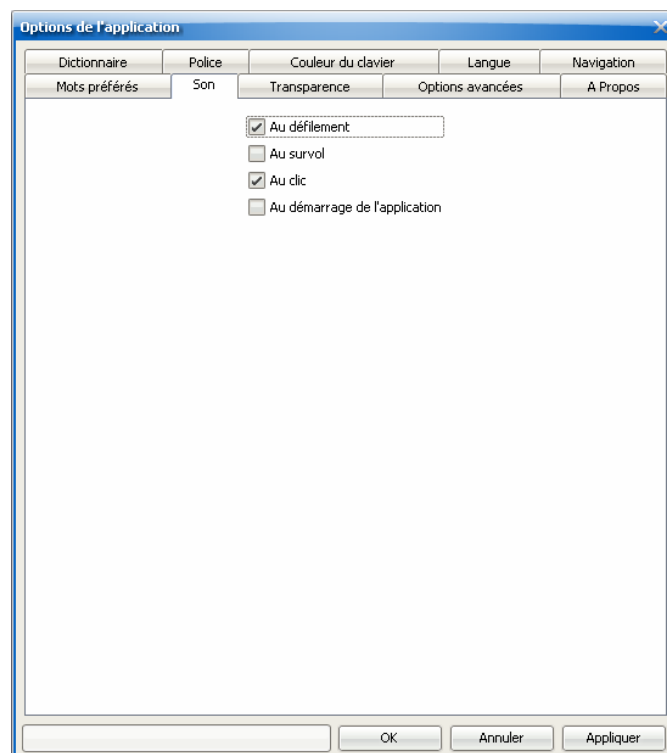 Options de l'application
Dictionnaire Police Couleur du clavier Langue Navigation
Mots préférés Son Transparence Options avancées A Propos
Au défilement
Au survol
Au clic
Au démarrage de l'application
OK Annuler Appliquer